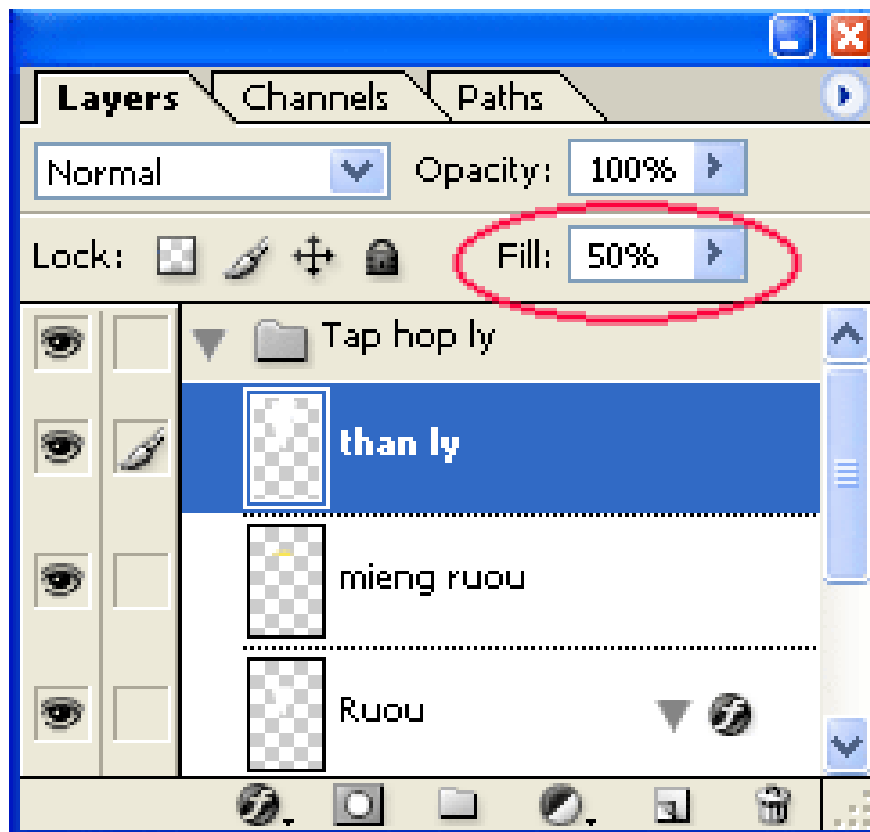 Layers Channels Paths
Normal Opacity: 100%
Lock: Fill: 50%
Tap hop ly
than ly
mieng ruou
Ruou